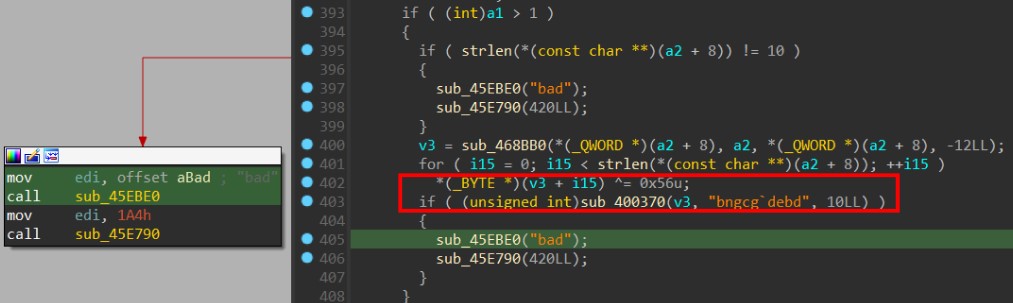 mov edi, offset aBad ; "bad"
call sub_45EBE0
mov edi, 1A4h
call sub_45E790
393 if ( (int)a1 > 1 )
394 {
395 if ( strlen(*(const char **)(a2 + 8)) != 10 )
396 {
397 sub_45EBE0("bad");
398 sub_45E790(420LL);
399 }
400 v3 = sub_468BB0(*(_QWORD *)(a2 + 8), a2, *(_QWORD *)(a2 + 8), -12LL);
401 for ( i15 = 0; i15 < strlen(*(const char **)(a2 + 8)); ++i15 )
402 *(_BYTE *)(v3 + i15) ^= 0x56u;
403 if ( (unsigned int)sub_400370(v3, "bngcg`debd", 10LL) )
404 {
405 sub_45EBE0("bad");
406 sub_45E790(420LL);
407 }
408 }